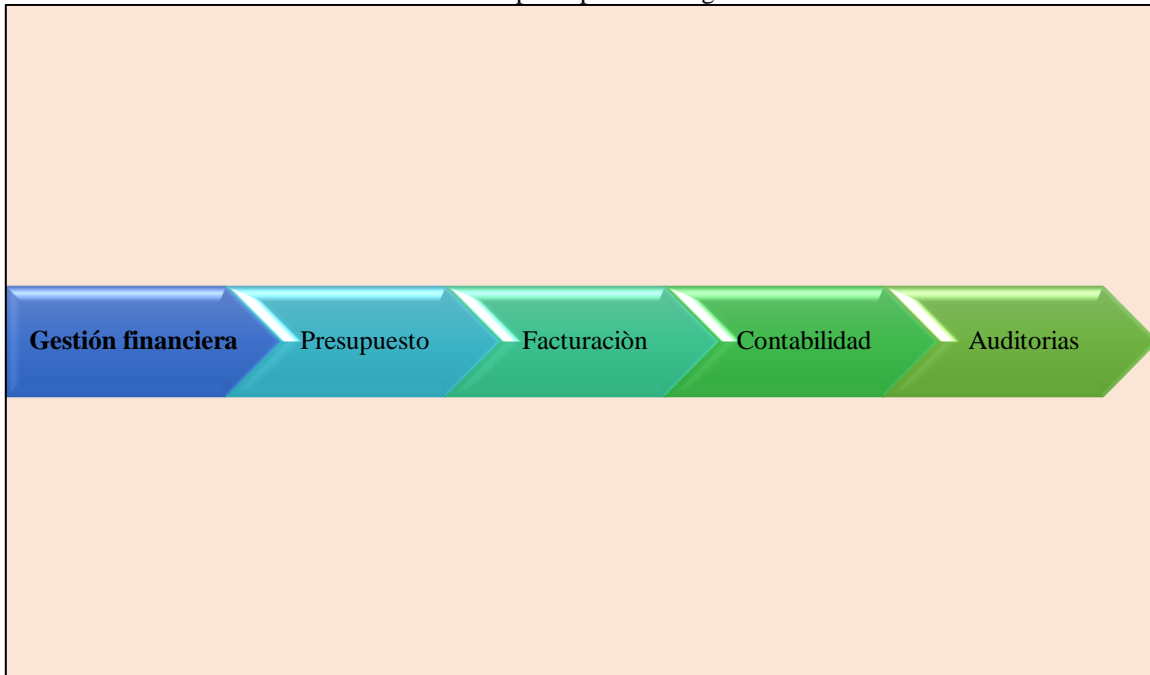 Gestión financiera
Presupuesto
Facturaciòn
Contabilidad
Auditorias